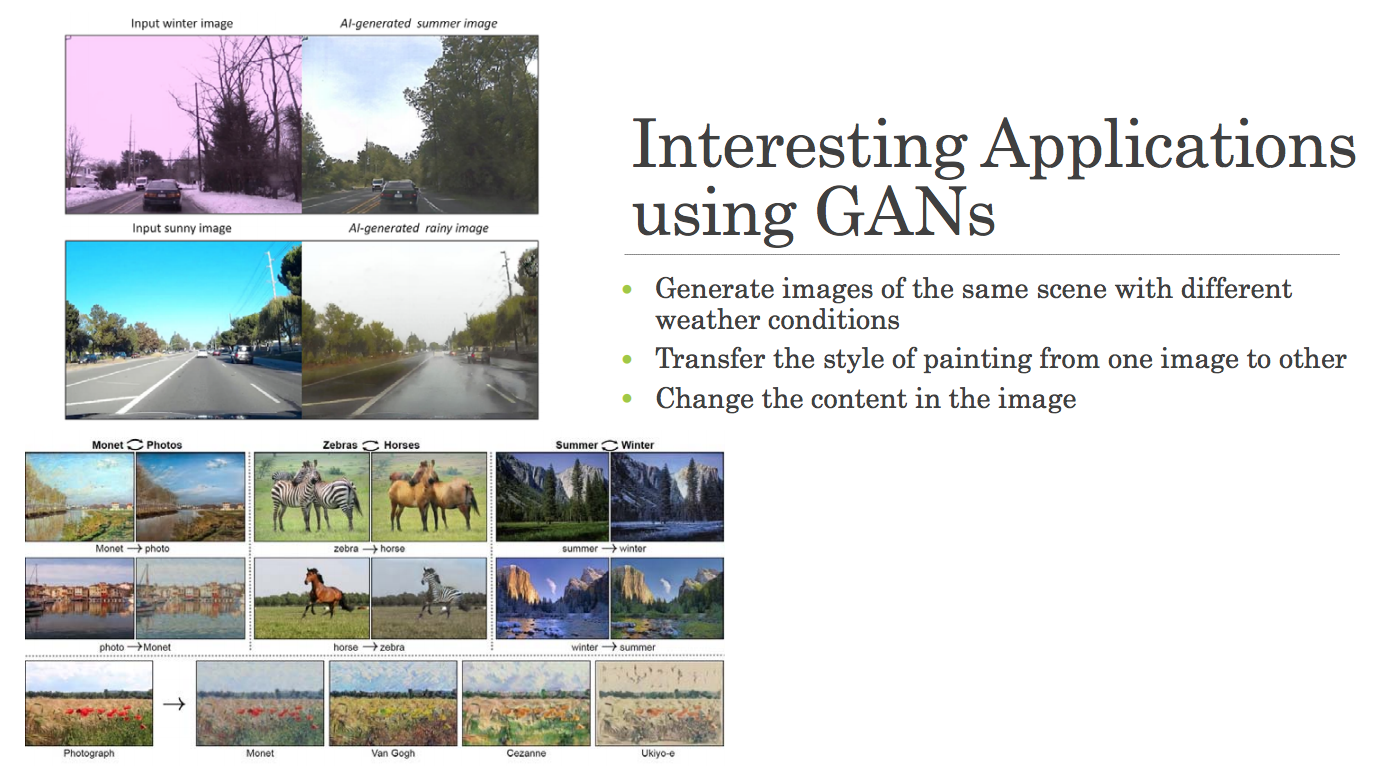 Input winter image
AI-generated summer image
Input sunny image
AI-generated rainy image
Interesting Applications
using GANs
• Generate images of the same scene with different
weather conditions
• Transfer the style of painting from one image to other
• Change the content in the image
Monet Photos
Zebras Horses
Summer Winter
Monet → photo
zebra → horse
summer → winter
photo → Monet
horse → zebra
winter → summer
→
Photograph
Monet
Van Gogh
Cezanne
Ukiyo-e